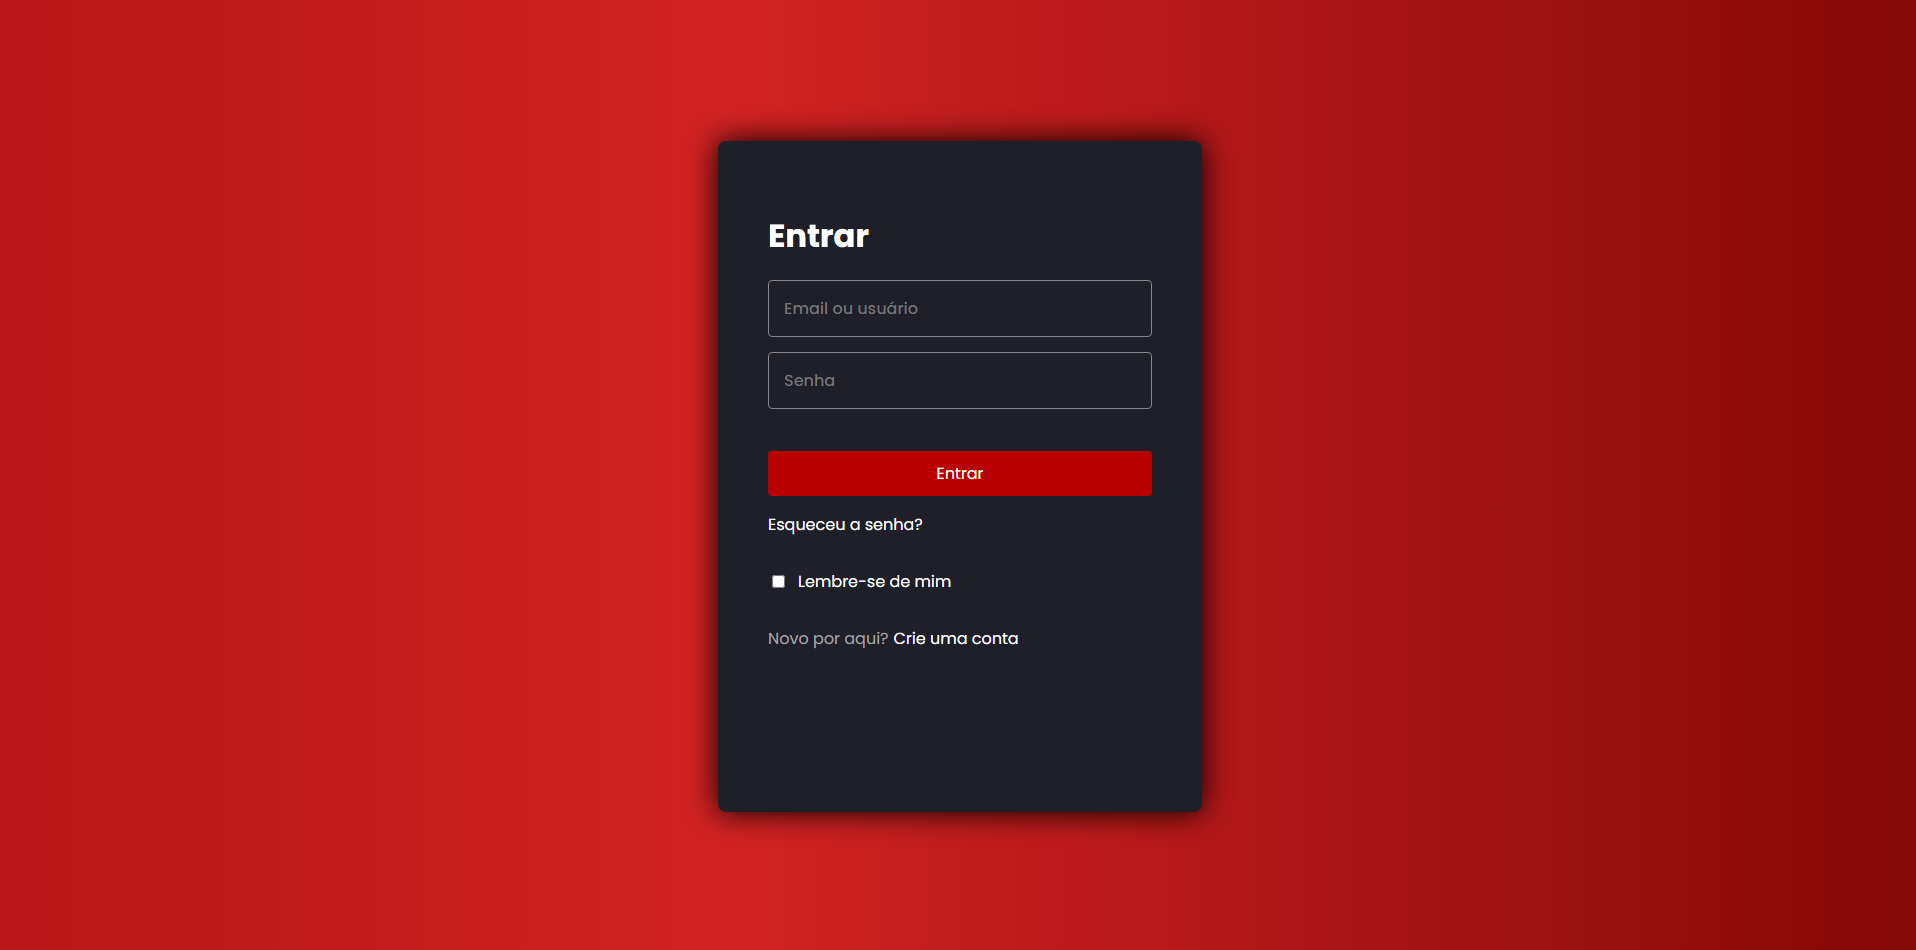 Entrar
Email ou usuário
Senha
Entrar
Esqueceu a senha?
Lembre-se de mim
Novo por aqui? Crie uma conta